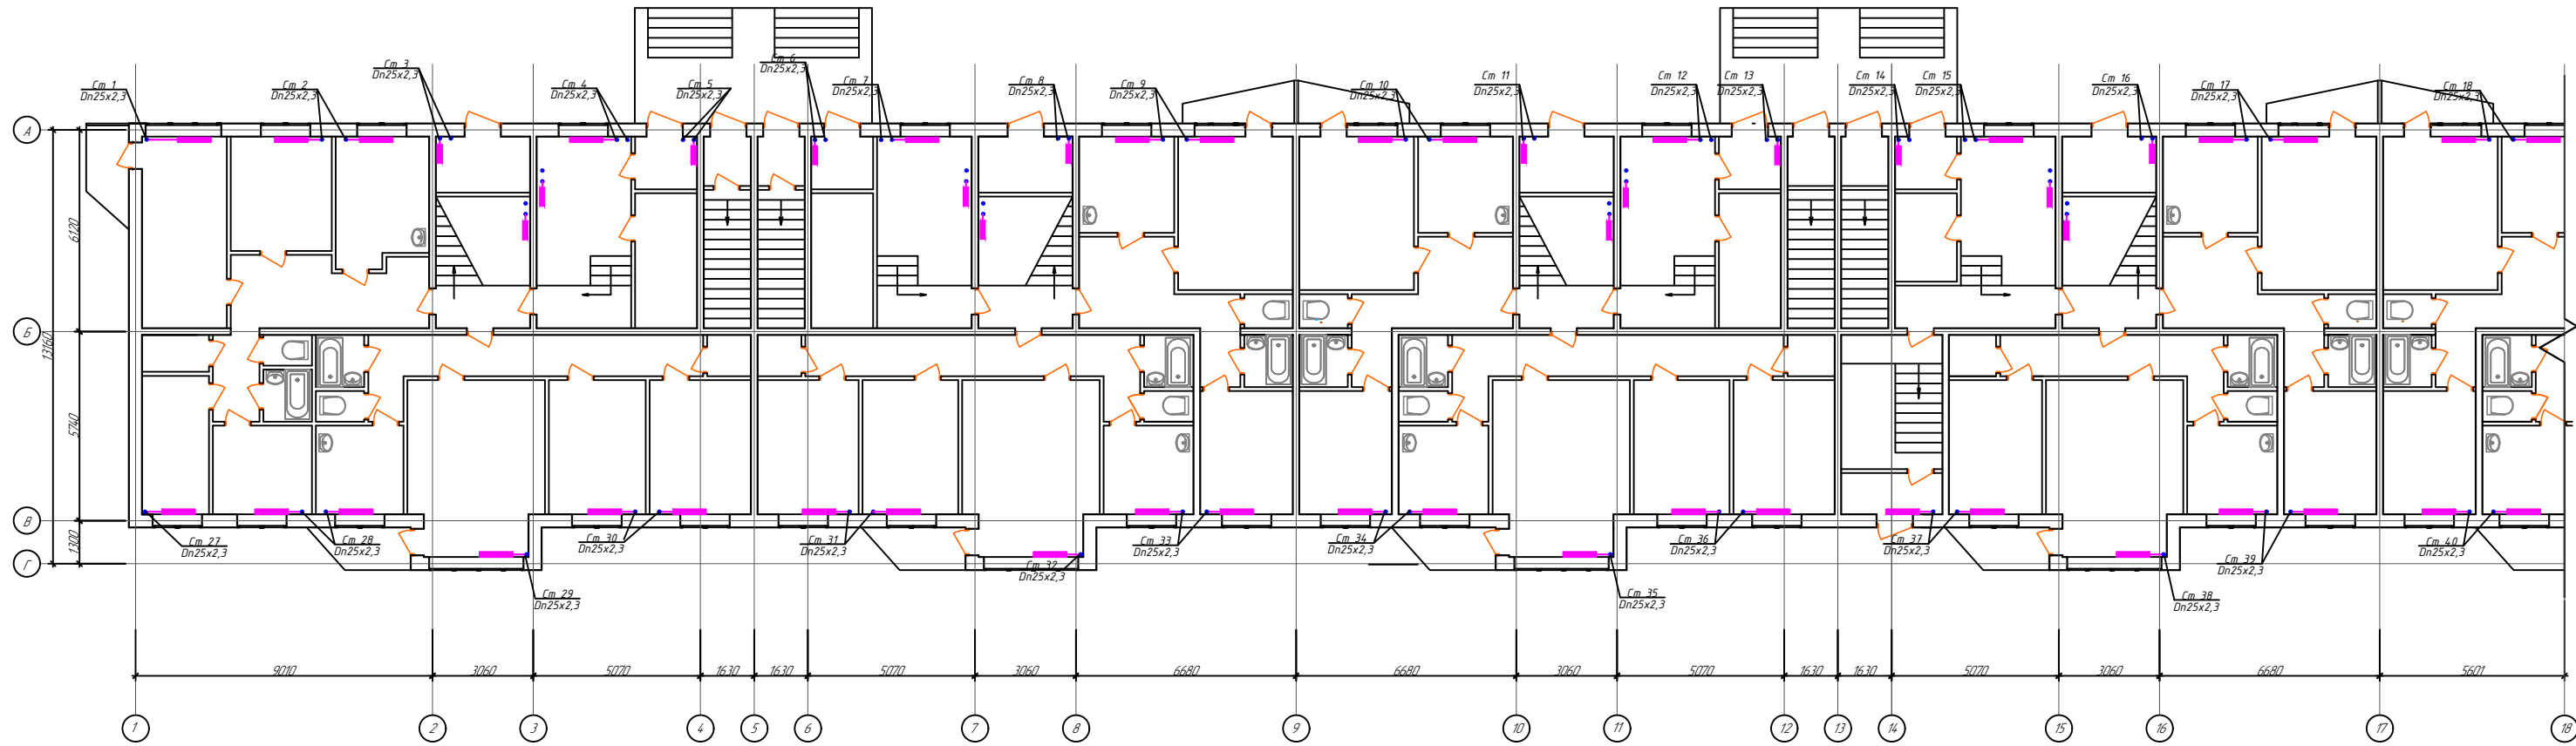 Ст 1
Dn25x2,3
Ст 2
Dn25x2,3
Ст 3
Dn25x2,3
Ст 4
Dn25x2,3
Ст 5
Dn25x2,3
Ст 6
Dn25x2,3
Ст 7
Dn25x2,3
Ст 8
Dn25x2,3
Ст 9
Dn25x2,3
Ст 10
Dn25x2,3
Ст 11
Dn25x2,3
Ст 12
Dn25x2,3
Ст 13
Dn25x2,3
Ст 14
Dn25x2,3
Ст 15
Dn25x2,3
Ст 16
Dn25x2,3
Ст 17
Dn25x2,3
Ст 18
Dn25x2,3
А
6120
Б
13160
5740
В
1300
Г
Ст 27
Dn25x2,3
Ст 28
Dn25x2,3
Ст 29
Dn25x2,3
Ст 30
Dn25x2,3
Ст 31
Dn25x2,3
Ст 32
Dn25x2,3
Ст 33
Dn25x2,3
Ст 34
Dn25x2,3
Ст 35
Dn25x2,3
Ст 36
Dn25x2,3
Ст 37
Dn25x2,3
Ст 38
Dn25x2,3
Ст 39
Dn25x2,3
Ст 40
Dn25x2,3
9010 3060 5070 1630 1630 5070 3060 6680 6680 3060 5070 1630 1630 5070 3060 6680 5601
1 2 3 4 5 6 7 8 9 10 11 12 13 14 15 16 17 18